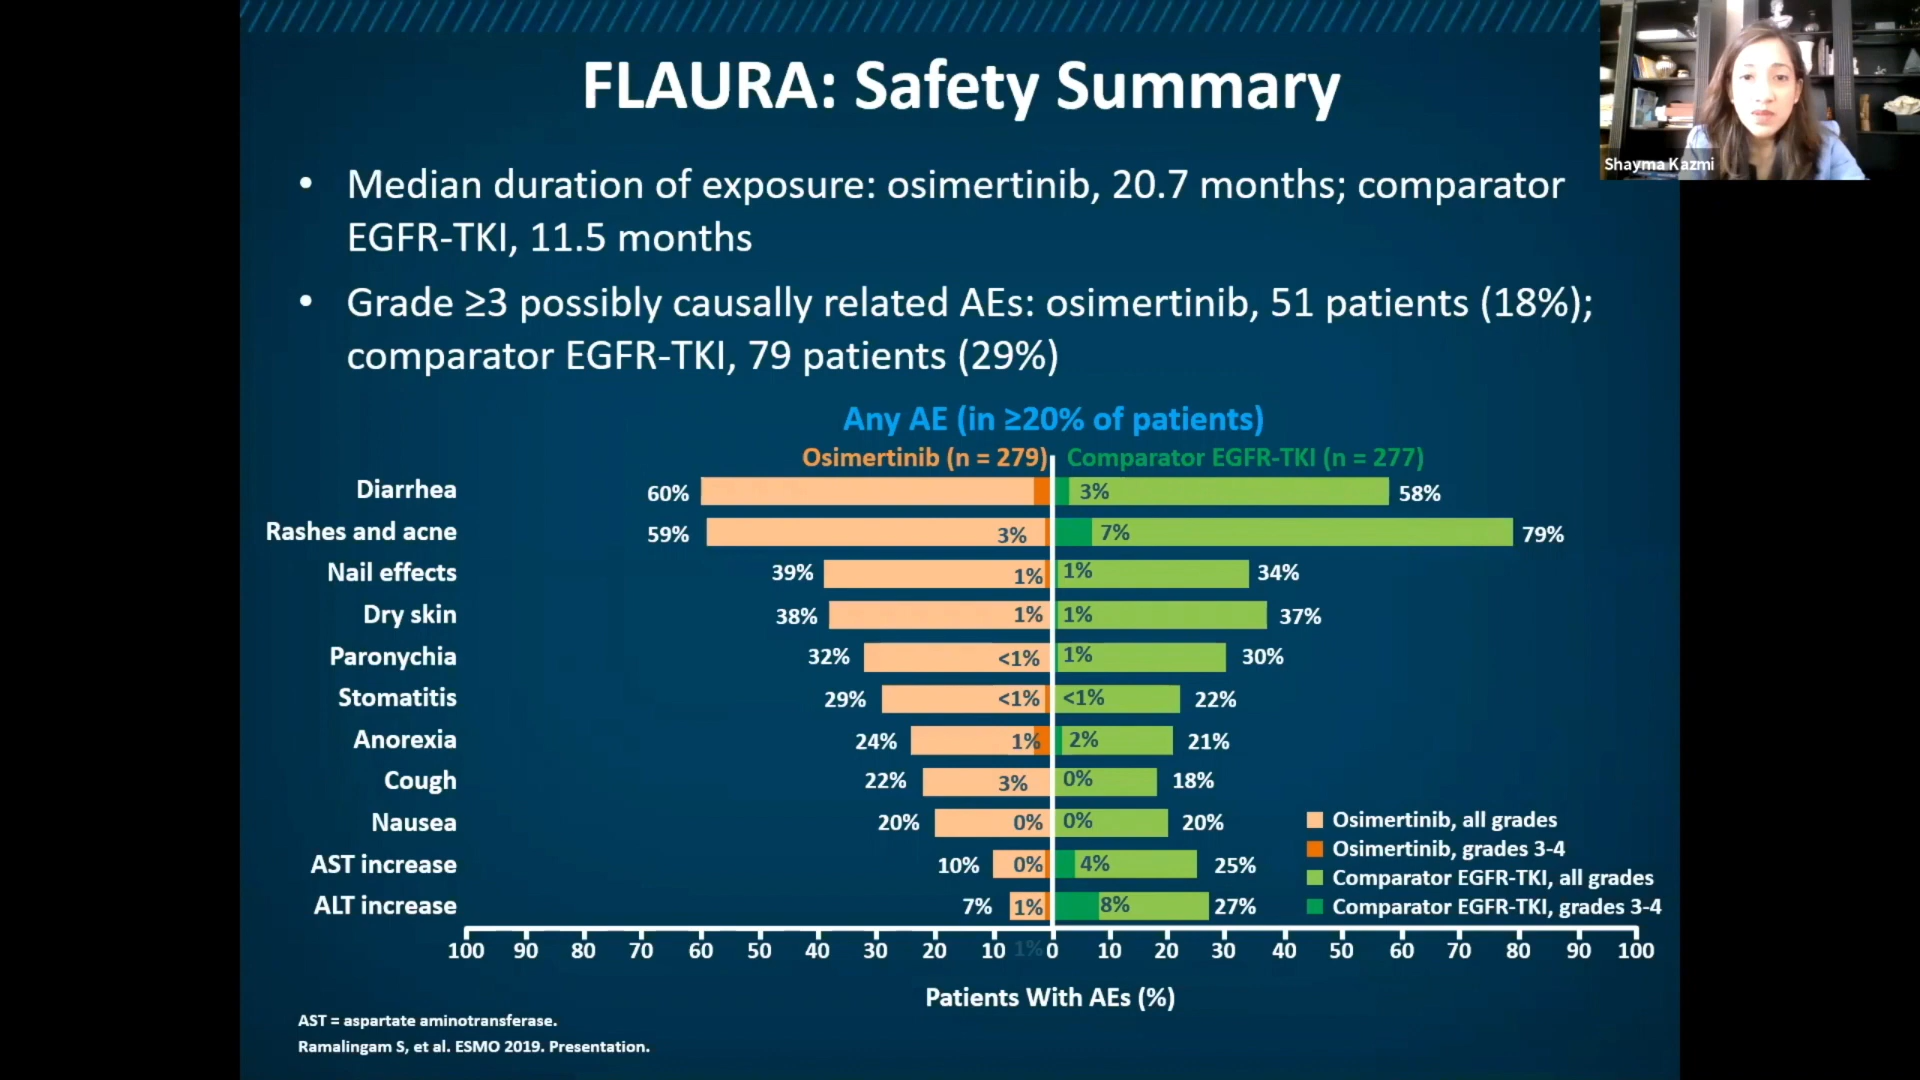 FLAURA: Safety Summary
Shayma Kazmi
• Median duration of exposure: osimertinib, 20.7 months; comparator
EGFR-TKI, 11.5 months
• Grade ≥3 possibly causally related AEs: osimertinib, 51 patients (18%);
comparator EGFR-TKI, 79 patients (29%)
Any AE (in ≥20% of patients)
Osimertinib (n = 279) Comparator EGFR-TKI (n = 277)
Diarrhea 60% 3% 58%
Rashes and acne 59% 3% 7% 79%
Nail effects 39% 1% 1% 34%
Dry skin 38% 1% 1% 37%
Paronychia 32% <1% 1% 30%
Stomatitis 29% <1% <1% 22%
Anorexia 24% 1% 2% 21%
Cough 22% 3% 0% 18%
Nausea 20% 0% 0% 20%
AST increase 10% 0% 4% 25%
ALT increase 7% 1% 8% 27%
Osimertinib, all grades
Osimertinib, grades 3-4
Comparator EGFR-TKI, all grades
Comparator EGFR-TKI, grades 3-4
100 90 80 70 60 50 40 30 20 10 1% 0 10 20 30 40 50 60 70 80 90 100
Patients With AEs (%)
AST = aspartate aminotransferase.
Ramalingam S, et al. ESMO 2019. Presentation.